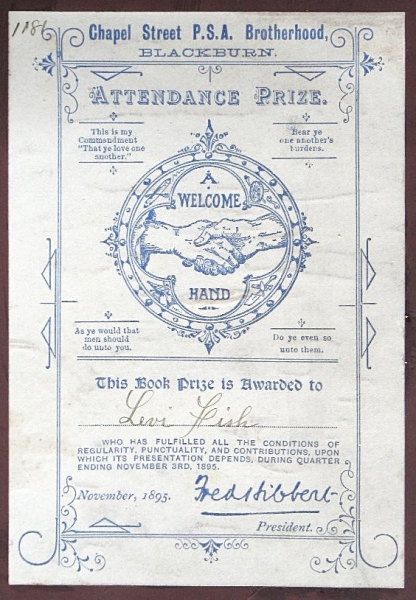 1181
Chapel Street P.S.A. Brotherhood,
BLACKBURN.
ATTENDANCE PRIZE.
This is my
Commandment
"That ye love one
another."
Bear ye
one another's
burdens.
A
WELCOME
HAND
As ye would that
men should
do unto you.
Do ye even so
unto them.
This Book Prize is Awarded to
Levi Fish
WHO HAS FULFILLED ALL THE CONDITIONS OF
REGULARITY, PUNCTUALITY, AND CONTRIBUTIONS, UPON
WHICH ITS PRESENTATION DEPENDS, DURING QUARTER
ENDING NOVEMBER 3RD, 1895.
November, 1895.
Fred Hibbert
President.